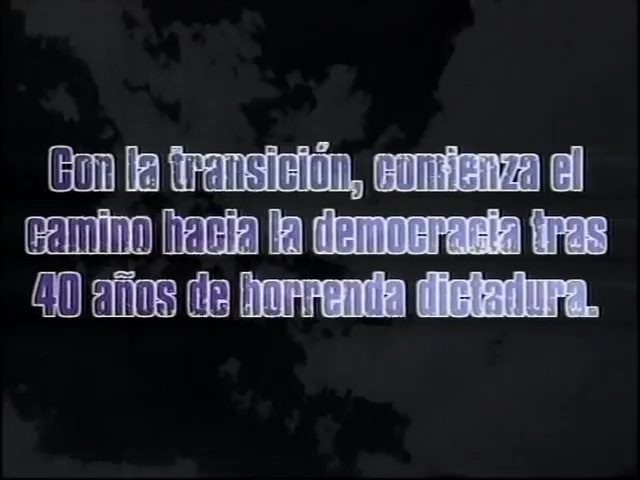 Con la transición, comienza el
camino hacia la democracia tras
40 años de horrenda dictadura.